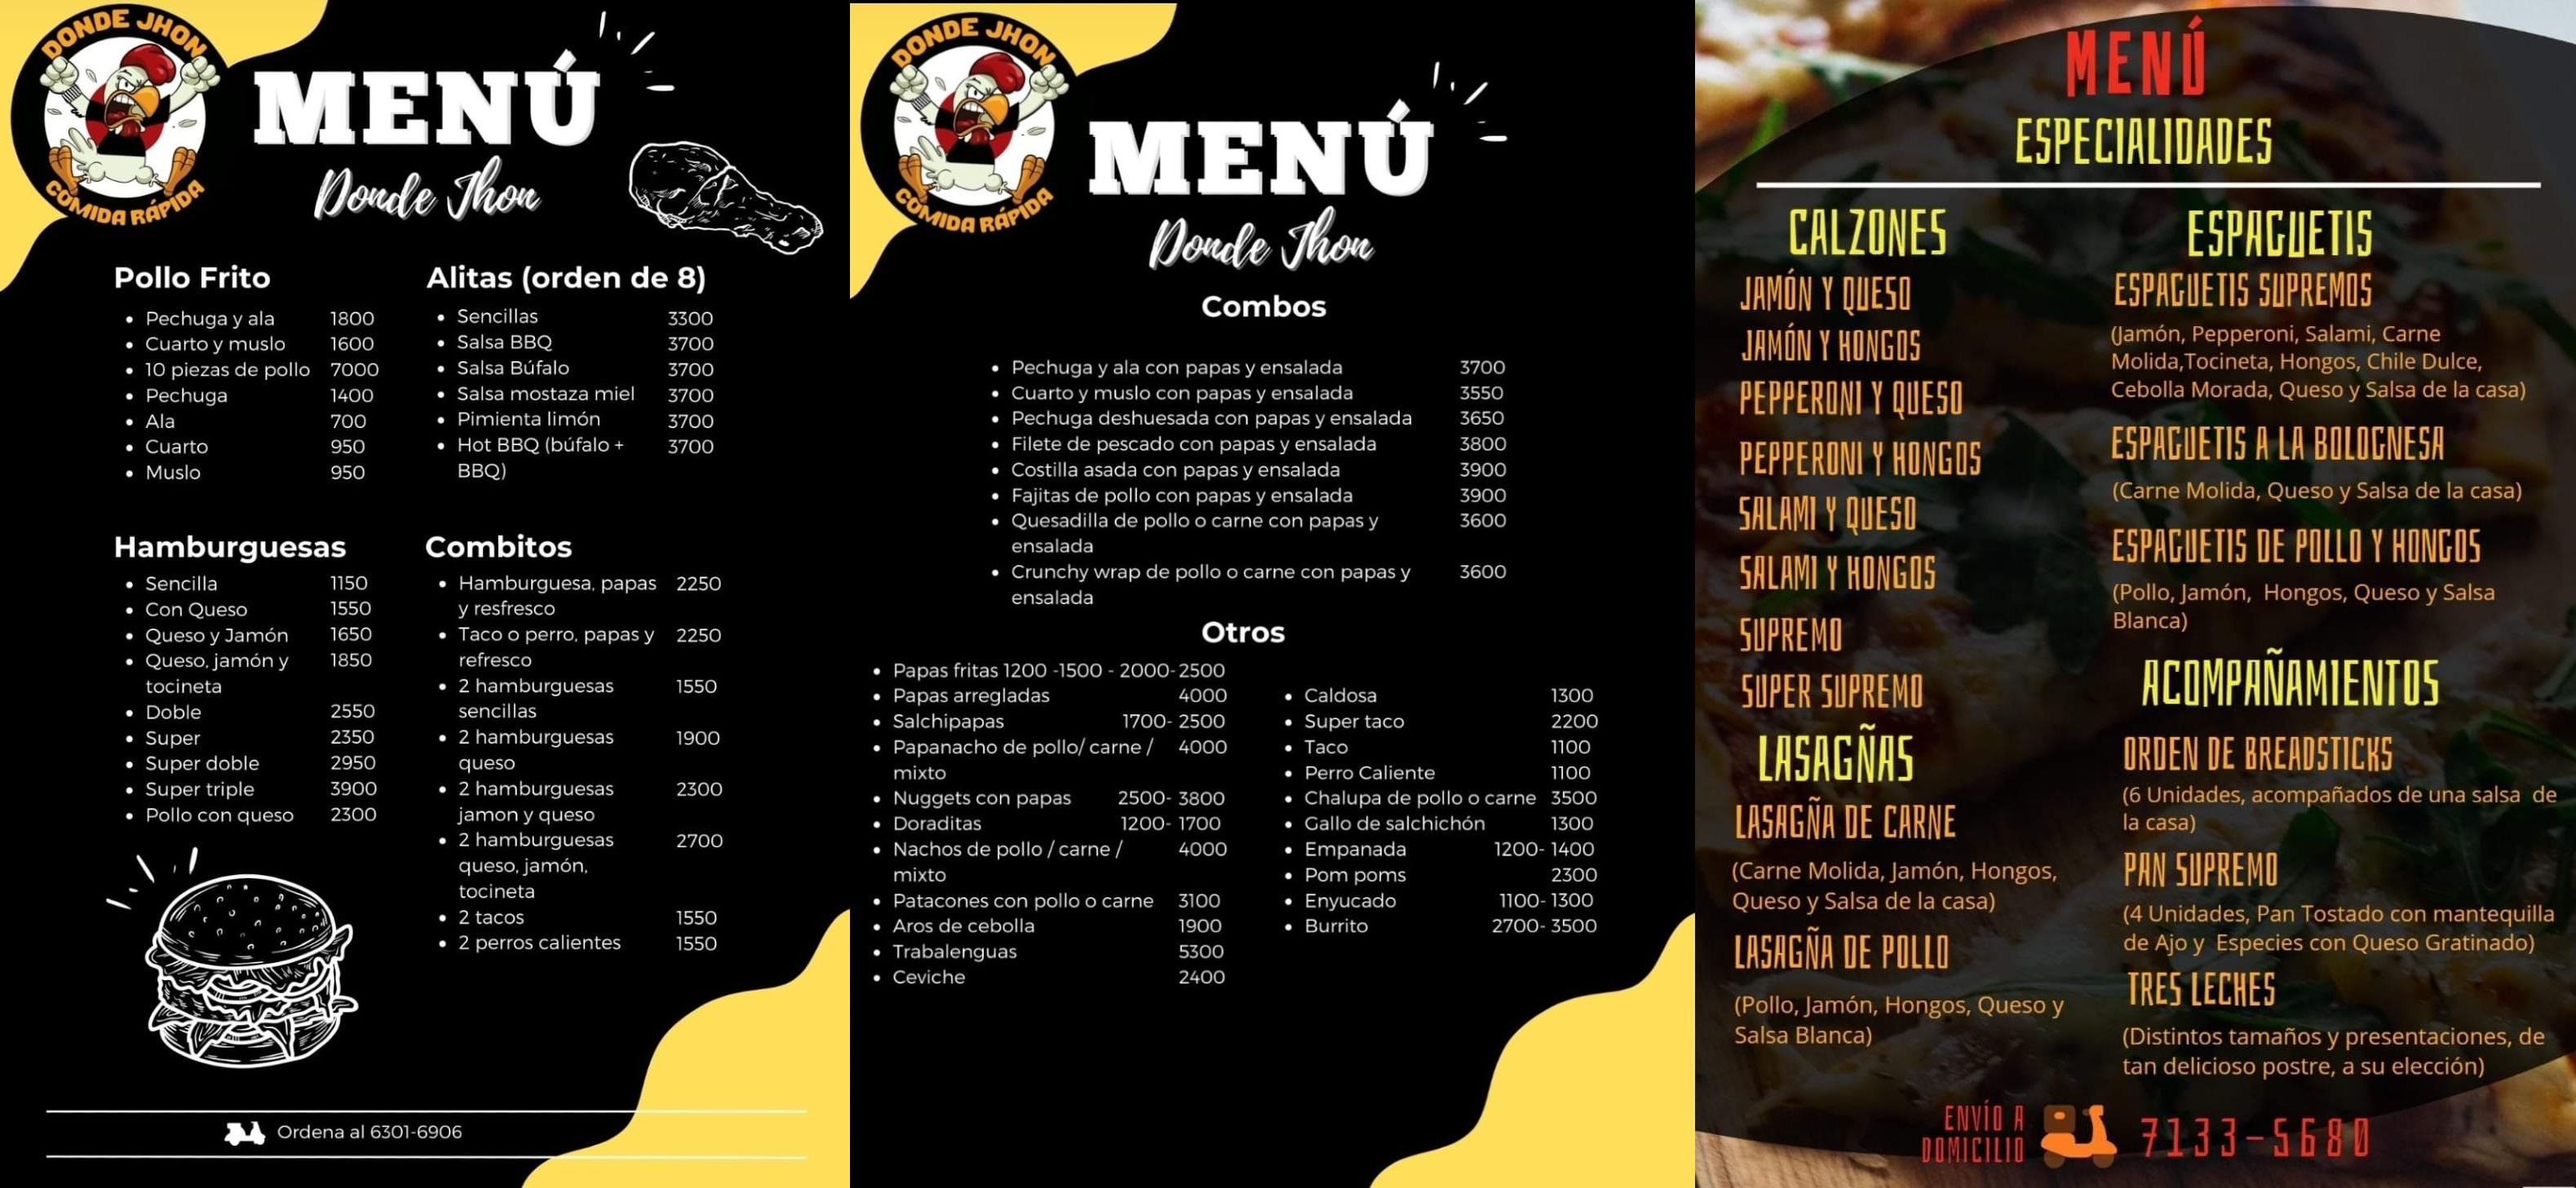 DONDE JHON
COMIDA RÁPIDA
MENÚ
Donde Jhon
Pollo Frito
Pechuga y ala 1800
Cuarto y muslo 1600
10 piezas de pollo 7000
Pechuga 1400
Ala 700
Cuarto 950
Muslo 950
Alitas (orden de 8)
Sencillas 3300
Salsa BBQ 3700
Salsa Búfalo 3700
Salsa mostaza miel 3700
Pimienta limón 3700
Hot BBQ (búfalo + 3700
BBQ)
Hamburguesas
Sencilla 1150
Con Queso 1550
Queso y Jamón 1650
Queso, jamón y 1850
tocineta
Doble 2550
Super 2350
Super doble 2950
Super triple 3900
Pollo con queso 2300
Combitos
Hamburguesa, papas 2250
y resfresco
Taco o perro, papas y 2250
refresco
2 hamburguesas 1550
sencillas
2 hamburguesas 1900
queso
2 hamburguesas 2300
jamon y queso
2 hamburguesas 2700
queso, jamón,
tocineta
2 tacos 1550
2 perros calientes 1550
Ordena al 6301-6906
DONDE JHON
COMIDA RÁPIDA
MENÚ
Donde Jhon
Combos
Pechuga y ala con papas y ensalada 3700
Cuarto y muslo con papas y ensalada 3550
Pechuga deshuesada con papas y ensalada 3650
Filete de pescado con papas y ensalada 3800
Costilla asada con papas y ensalada 3900
Fajitas de pollo con papas y ensalada 3900
Quesadilla de pollo o carne con papas y 3600
ensalada
Crunchy wrap de pollo o carne con papas y 3600
ensalada
Otros
Papas fritas 1200 -1500 - 2000- 2500
Papas arregladas 4000
Salchipapas 1700- 2500
Papanacho de pollo/ carne / 4000
mixto
Nuggets con papas 2500- 3800
Doraditas 1200- 1700
Nachos de pollo / carne / 4000
mixto
Patacones con pollo o carne 3100
Aros de cebolla 1900
Trabalenguas 5300
Ceviche 2400
Caldosa 1300
Super taco 2200
Taco 1100
Perro Caliente 1100
Chalupa de pollo o carne 3500
Gallo de salchichón 1300
Empanada 1200- 1400
Pom poms 2300
Enyucado 1100- 1300
Burrito 2700- 3500
MENÚ
ESPECIALIDADES
CALZONES
JAMÓN Y QUESO
JAMÓN Y HONGOS
PEPPERONI Y QUESO
PEPPERONI Y HONGOS
SALAMI Y QUESO
SALAMI Y HONGOS
SUPREMO
SUPER SUPREMO
LASAGÑAS
LASAGÑA DE CARNE
(Carne Molida, Jamón, Hongos,
Queso y Salsa de la casa)
LASAGÑA DE POLLO
(Pollo, Jamón, Hongos, Queso y
Salsa Blanca)
ESPAGUETIS
ESPAGUETIS SUPREMOS
(Jamón, Pepperoni, Salami, Carne
Molida,Tocineta, Hongos, Chile Dulce,
Cebolla Morada, Queso y Salsa de la casa)
ESPAGUETIS A LA BOLOGNESA
(Carne Molida, Queso y Salsa de la casa)
ESPAGUETIS DE POLLO Y HONGOS
(Pollo, Jamón, Hongos, Queso y Salsa
Blanca)
ACOMPAÑAMIENTOS
ORDEN DE BREADSTICKS
(6 Unidades, acompañados de una salsa de
la casa)
PAN SUPREMO
(4 Unidades, Pan Tostado con mantequilla
de Ajo y Especies con Queso Gratinado)
TRES LECHES
(Distintos tamaños y presentaciones, de
tan delicioso postre, a su elección)
ENVÍO A
DOMICILIO
7133-5680